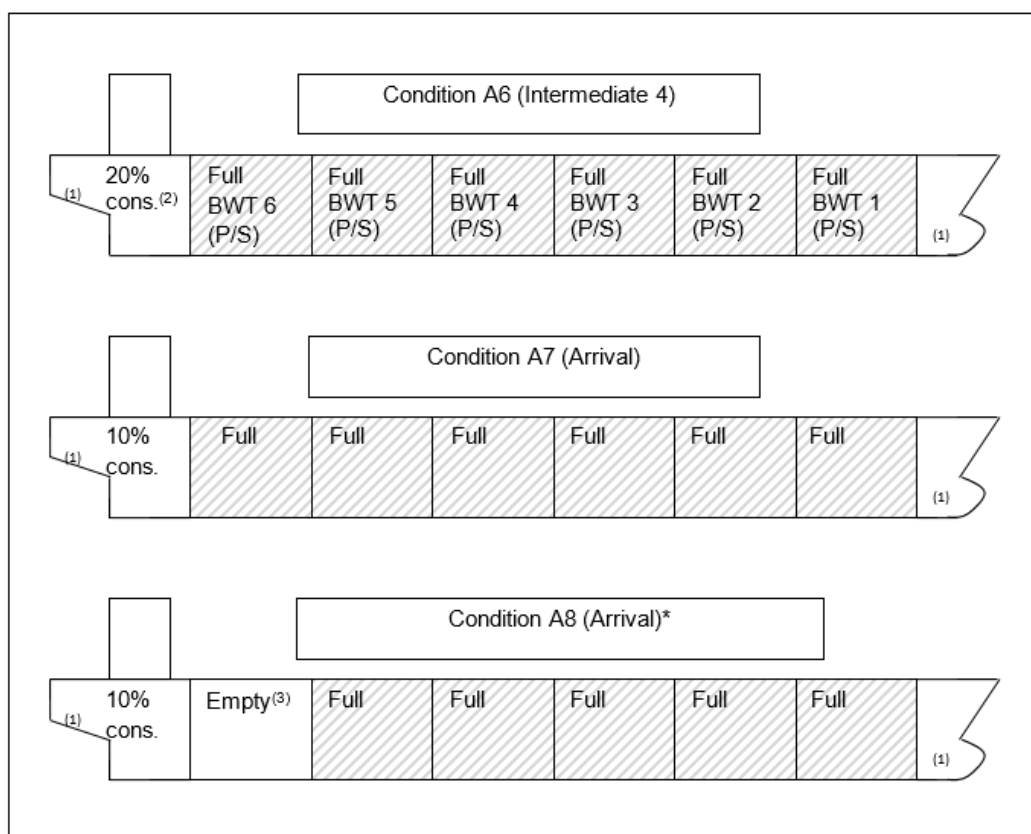 Condition A6 (Intermediate 4)
(1)
20%
cons.(2)
Full
BWT 6
(P/S)
Full
BWT 5
(P/S)
Full
BWT 4
(P/S)
Full
BWT 3
(P/S)
Full
BWT 2
(P/S)
Full
BWT 1
(P/S)
(1)
Condition A7 (Arrival)
(1)
10%
cons.
Full
Full
Full
Full
Full
Full
(1)
Condition A8 (Arrival)*
(1)
10%
cons.
Empty(3)
Full
Full
Full
Full
Full
(1)